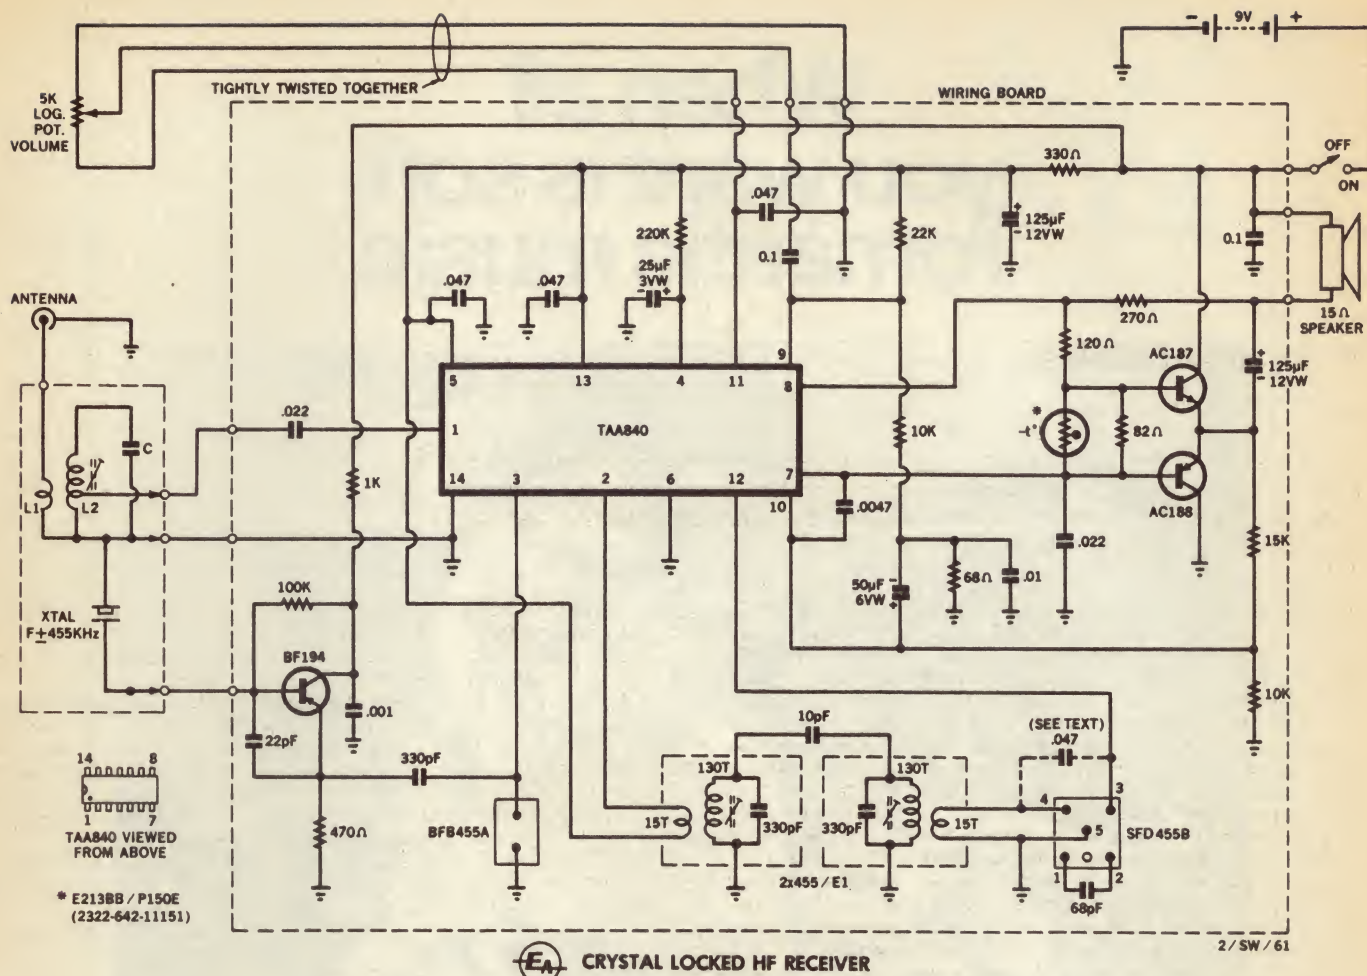 - 9V +
TIGHTLY TWISTED TOGETHER
WIRING BOARD
5K
LOG.
POT.
VOLUME
330Ω
OFF
ON
.047
220K
22K
+
125µF
- 12VW
0.1
0.1
25µF
3VW
- +
.047
.047
ANTENNA
15Ω
SPEAKER
270Ω
120Ω
AC187
+
125µF
- 12VW
9
5
13
4
11
8
.022
1
TAA840
C
*
-t°
82Ω
10K
1K
14
3
2
6
12
7
10
L1
L2
.0047
AC188
.022
15K
68Ω
.01
50µF -
6VW +
100K
XTAL
F±455KHz
BF194
.001
10K
22pF
330pF
10pF
(SEE TEXT)
.047
14
8
1
7
TAA840 VIEWED
FROM ABOVE
470Ω
BFB455A
130T
15T
330pF
130T
330pF
15T
4
3
5
SFD455B
1
2
2x455/E1
68pF
* E213BB / P150E
(2322-642-11151)
2/SW/61
EA CRYSTAL LOCKED HF RECEIVER